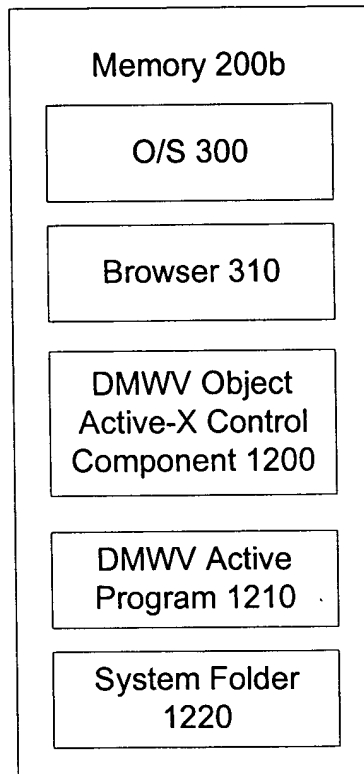 Memory 200b
O/S 300
Browser 310
DMWV Object
Active-X Control
Component 1200
DMWV Active
Program 1210
System Folder
1220